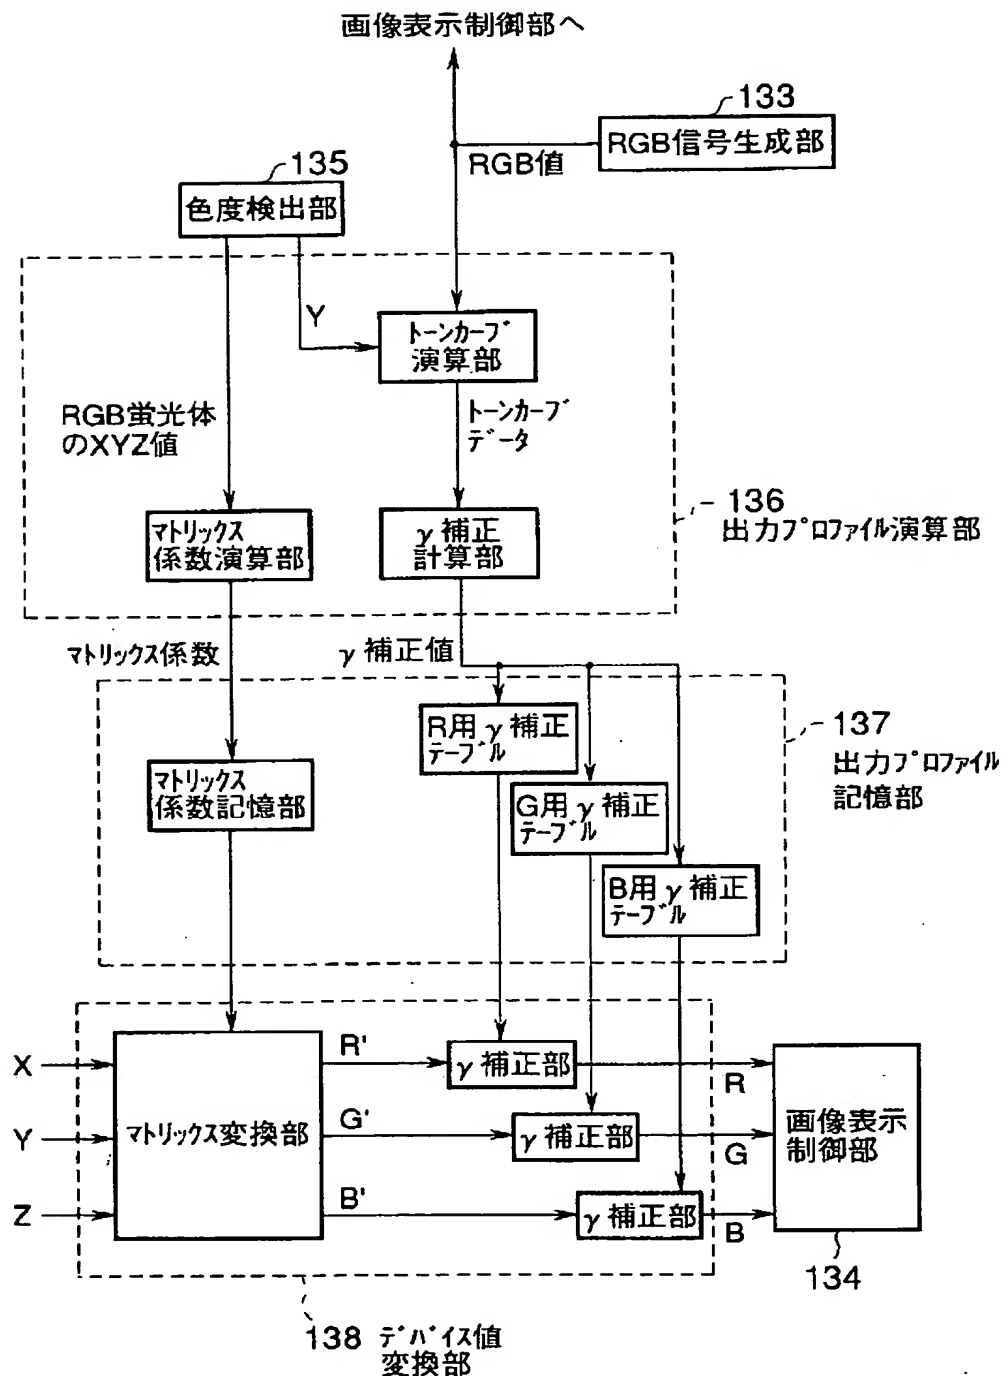 画像表示制御部へ
133
RGB信号生成部
RGB値
135
色度検出部
Y
トーンカーブ
演算部
RGB蛍光体
のXYZ値
トーンカーブ
データ
136
出力プロファイル演算部
マトリックス
係数演算部
γ補正
計算部
マトリックス係数
γ補正値
R用γ補正
テーブル
137
出力プロファイル
記憶部
マトリックス
係数記憶部
G用γ補正
テーブル
B用γ補正
テーブル
X
Y
Z
マトリックス変換部
R'
G'
B'
γ補正部
γ補正部
γ補正部
R
G
B
画像表示
制御部
134
138 デバイス値
変換部